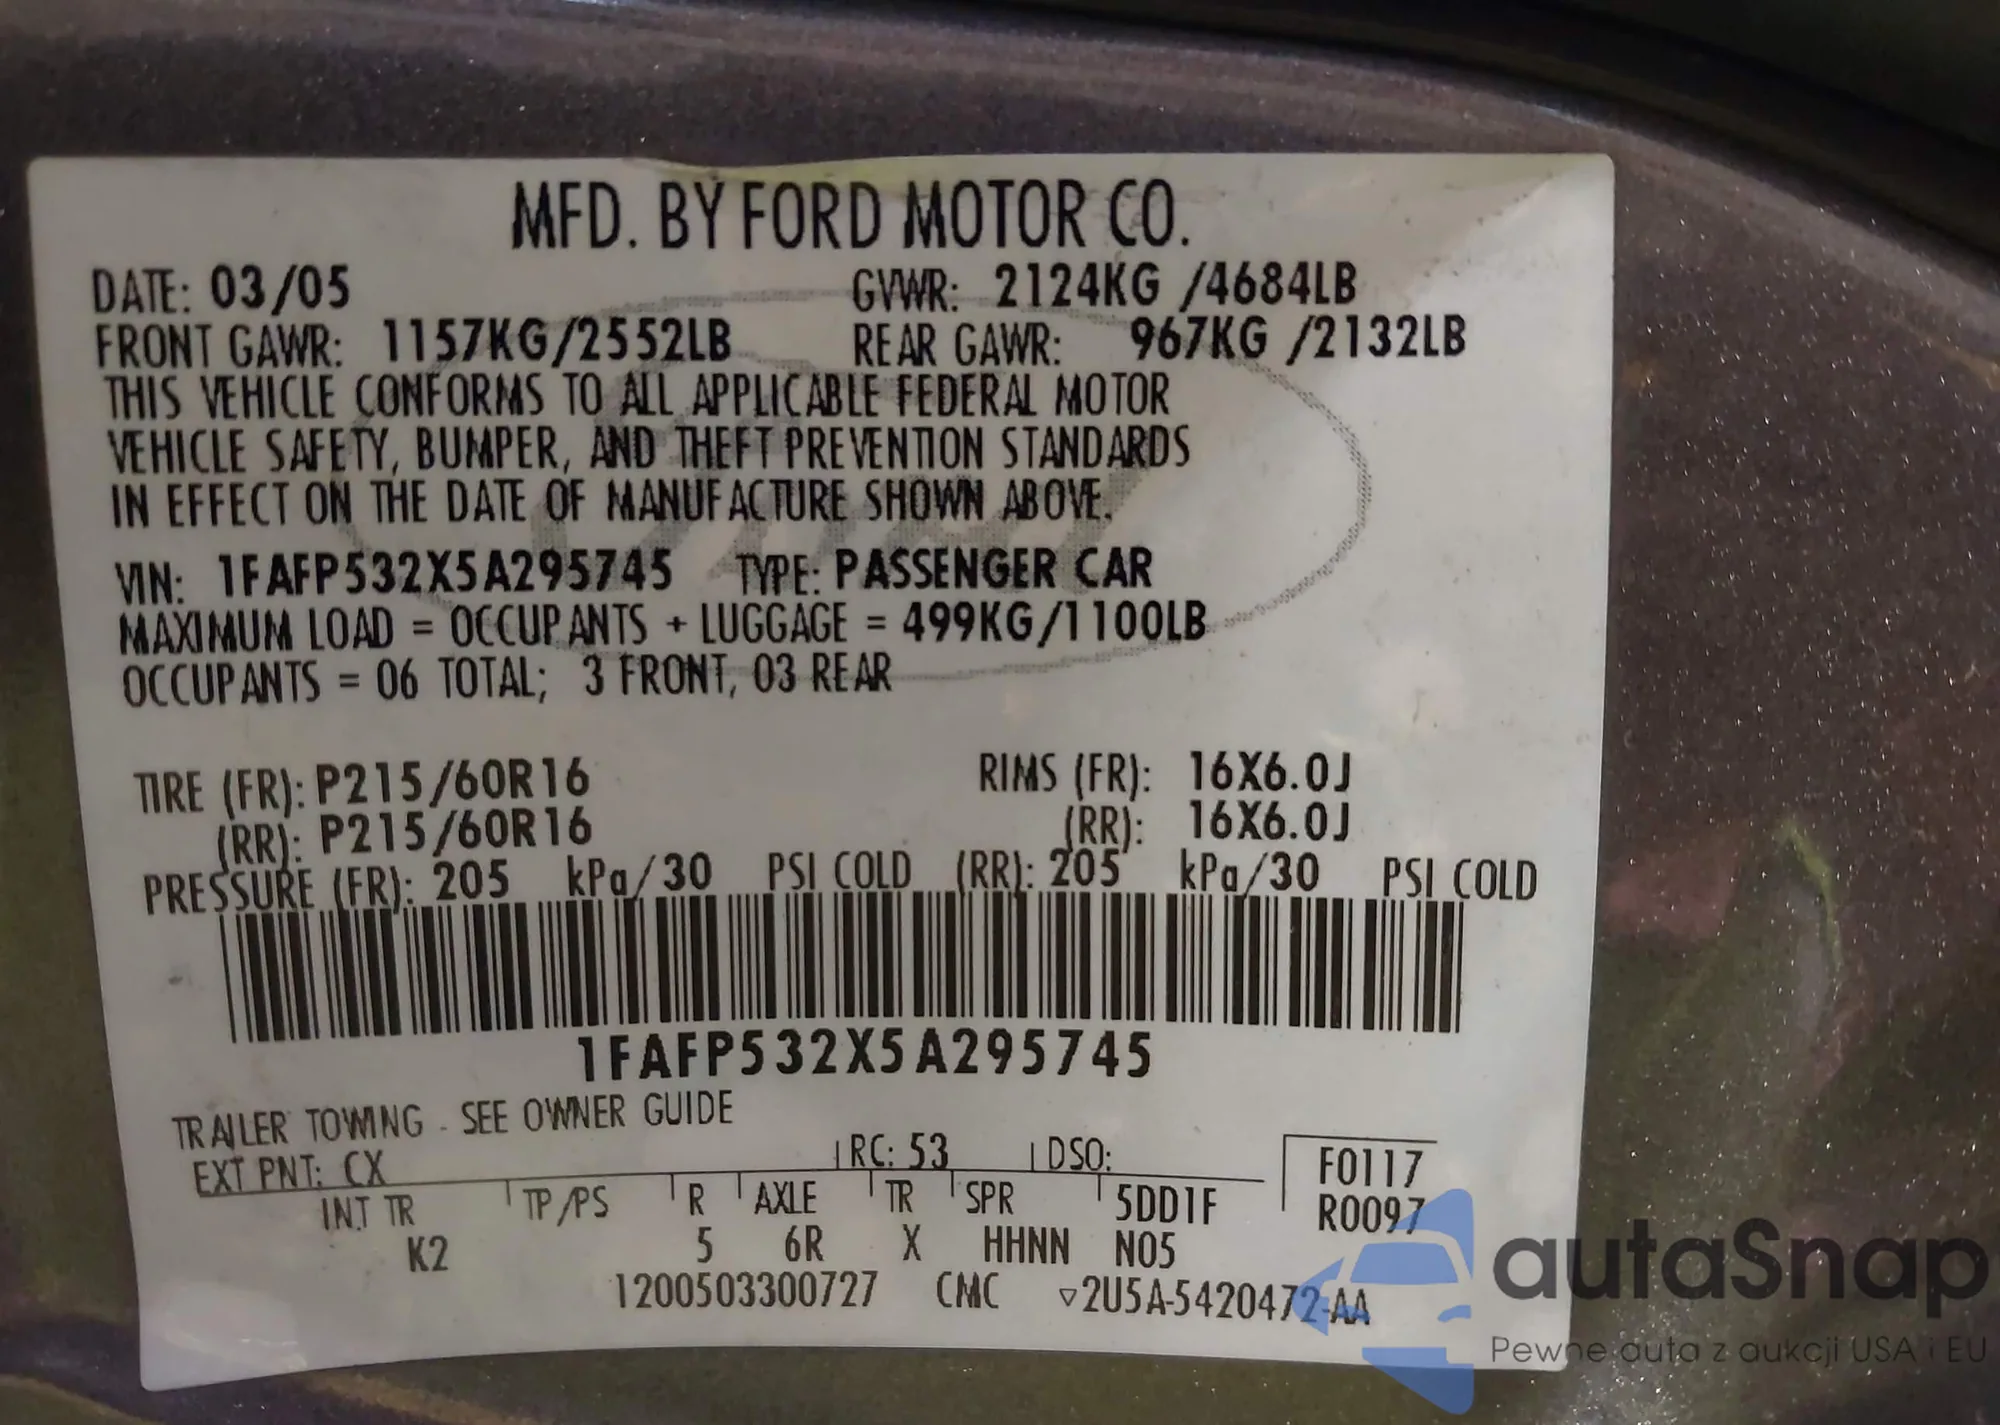 MFD. BY FORD MOTOR CO.
DATE: 03/05 GVWR: 2124KG /4684LB
FRONT GAWR: 1157KG/2552LB REAR GAWR: 967KG /2132LB
THIS VEHICLE CONFORMS TO ALL APPLICABLE FEDERAL MOTOR
VEHICLE SAFETY, BUMPER, AND THEFT PREVENTION STANDARDS
IN EFFECT ON THE DATE OF MANUFACTURE SHOWN ABOVE.
VIN: 1FAFP532X5A295745 TYPE: PASSENGER CAR
MAXIMUM LOAD = OCCUPANTS + LUGGAGE = 499KG/1100LB
OCCUPANTS = 06 TOTAL; 3 FRONT, 03 REAR
TIRE (FR): P215/60R16 RIMS (FR): 16X6.0J
(RR): P215/60R16 (RR): 16X6.0J
PRESSURE (FR): 205 kPa/30 PSI COLD (RR): 205 kPa/30 PSI COLD
1FAFP532X5A295745
TRAILER TOWING - SEE OWNER GUIDE
EXT PNT: CX RC: 53 DSO: F0117
INT TR TP/PS R AXLE TR SPR 5DD1F R0097
K2 5 6R X HHNN N05
1200503300727 CMC ▽2U5A-5420472-AA
autaSnap
Pewne auta z aukcji USA i EU